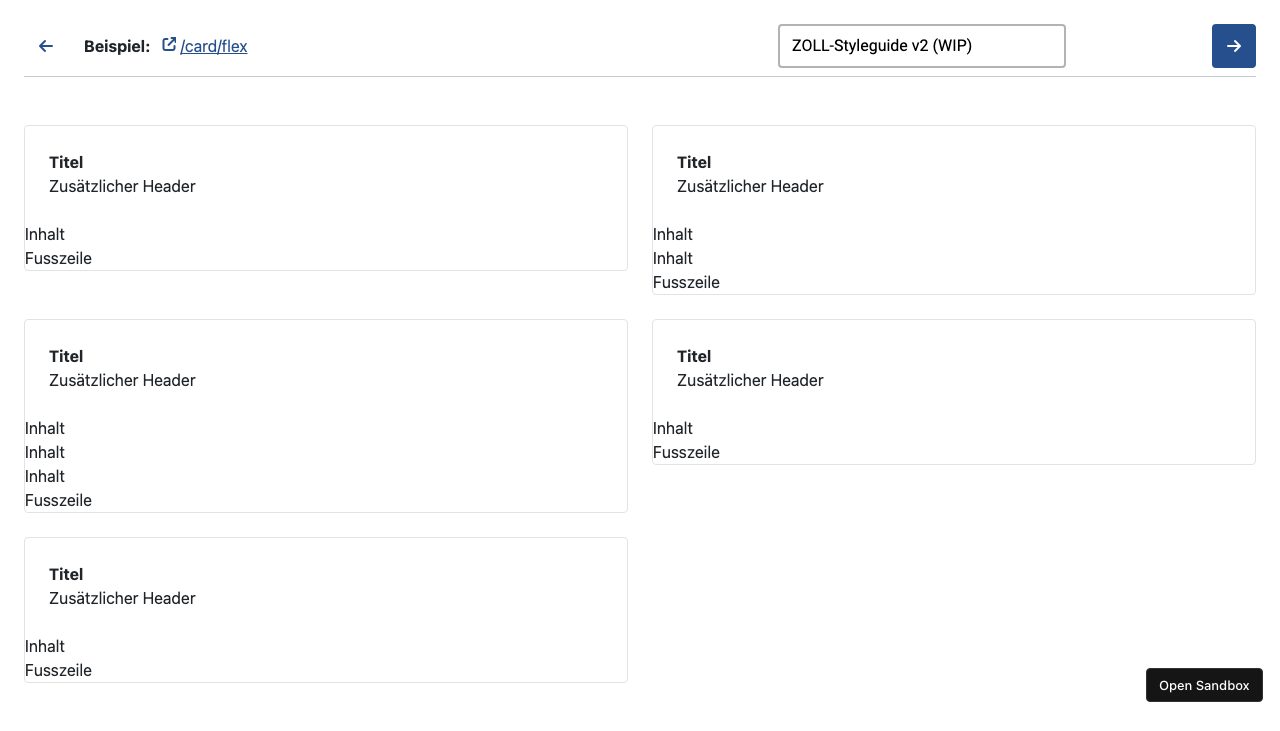 Beispiel: /card/flex
ZOLL-Styleguide v2 (WIP)
Titel
Zusätzlicher Header
Inhalt
Fusszeile
Titel
Zusätzlicher Header
Inhalt
Inhalt
Fusszeile
Titel
Zusätzlicher Header
Inhalt
Inhalt
Inhalt
Fusszeile
Titel
Zusätzlicher Header
Inhalt
Fusszeile
Titel
Zusätzlicher Header
Inhalt
Fusszeile
Open Sandbox